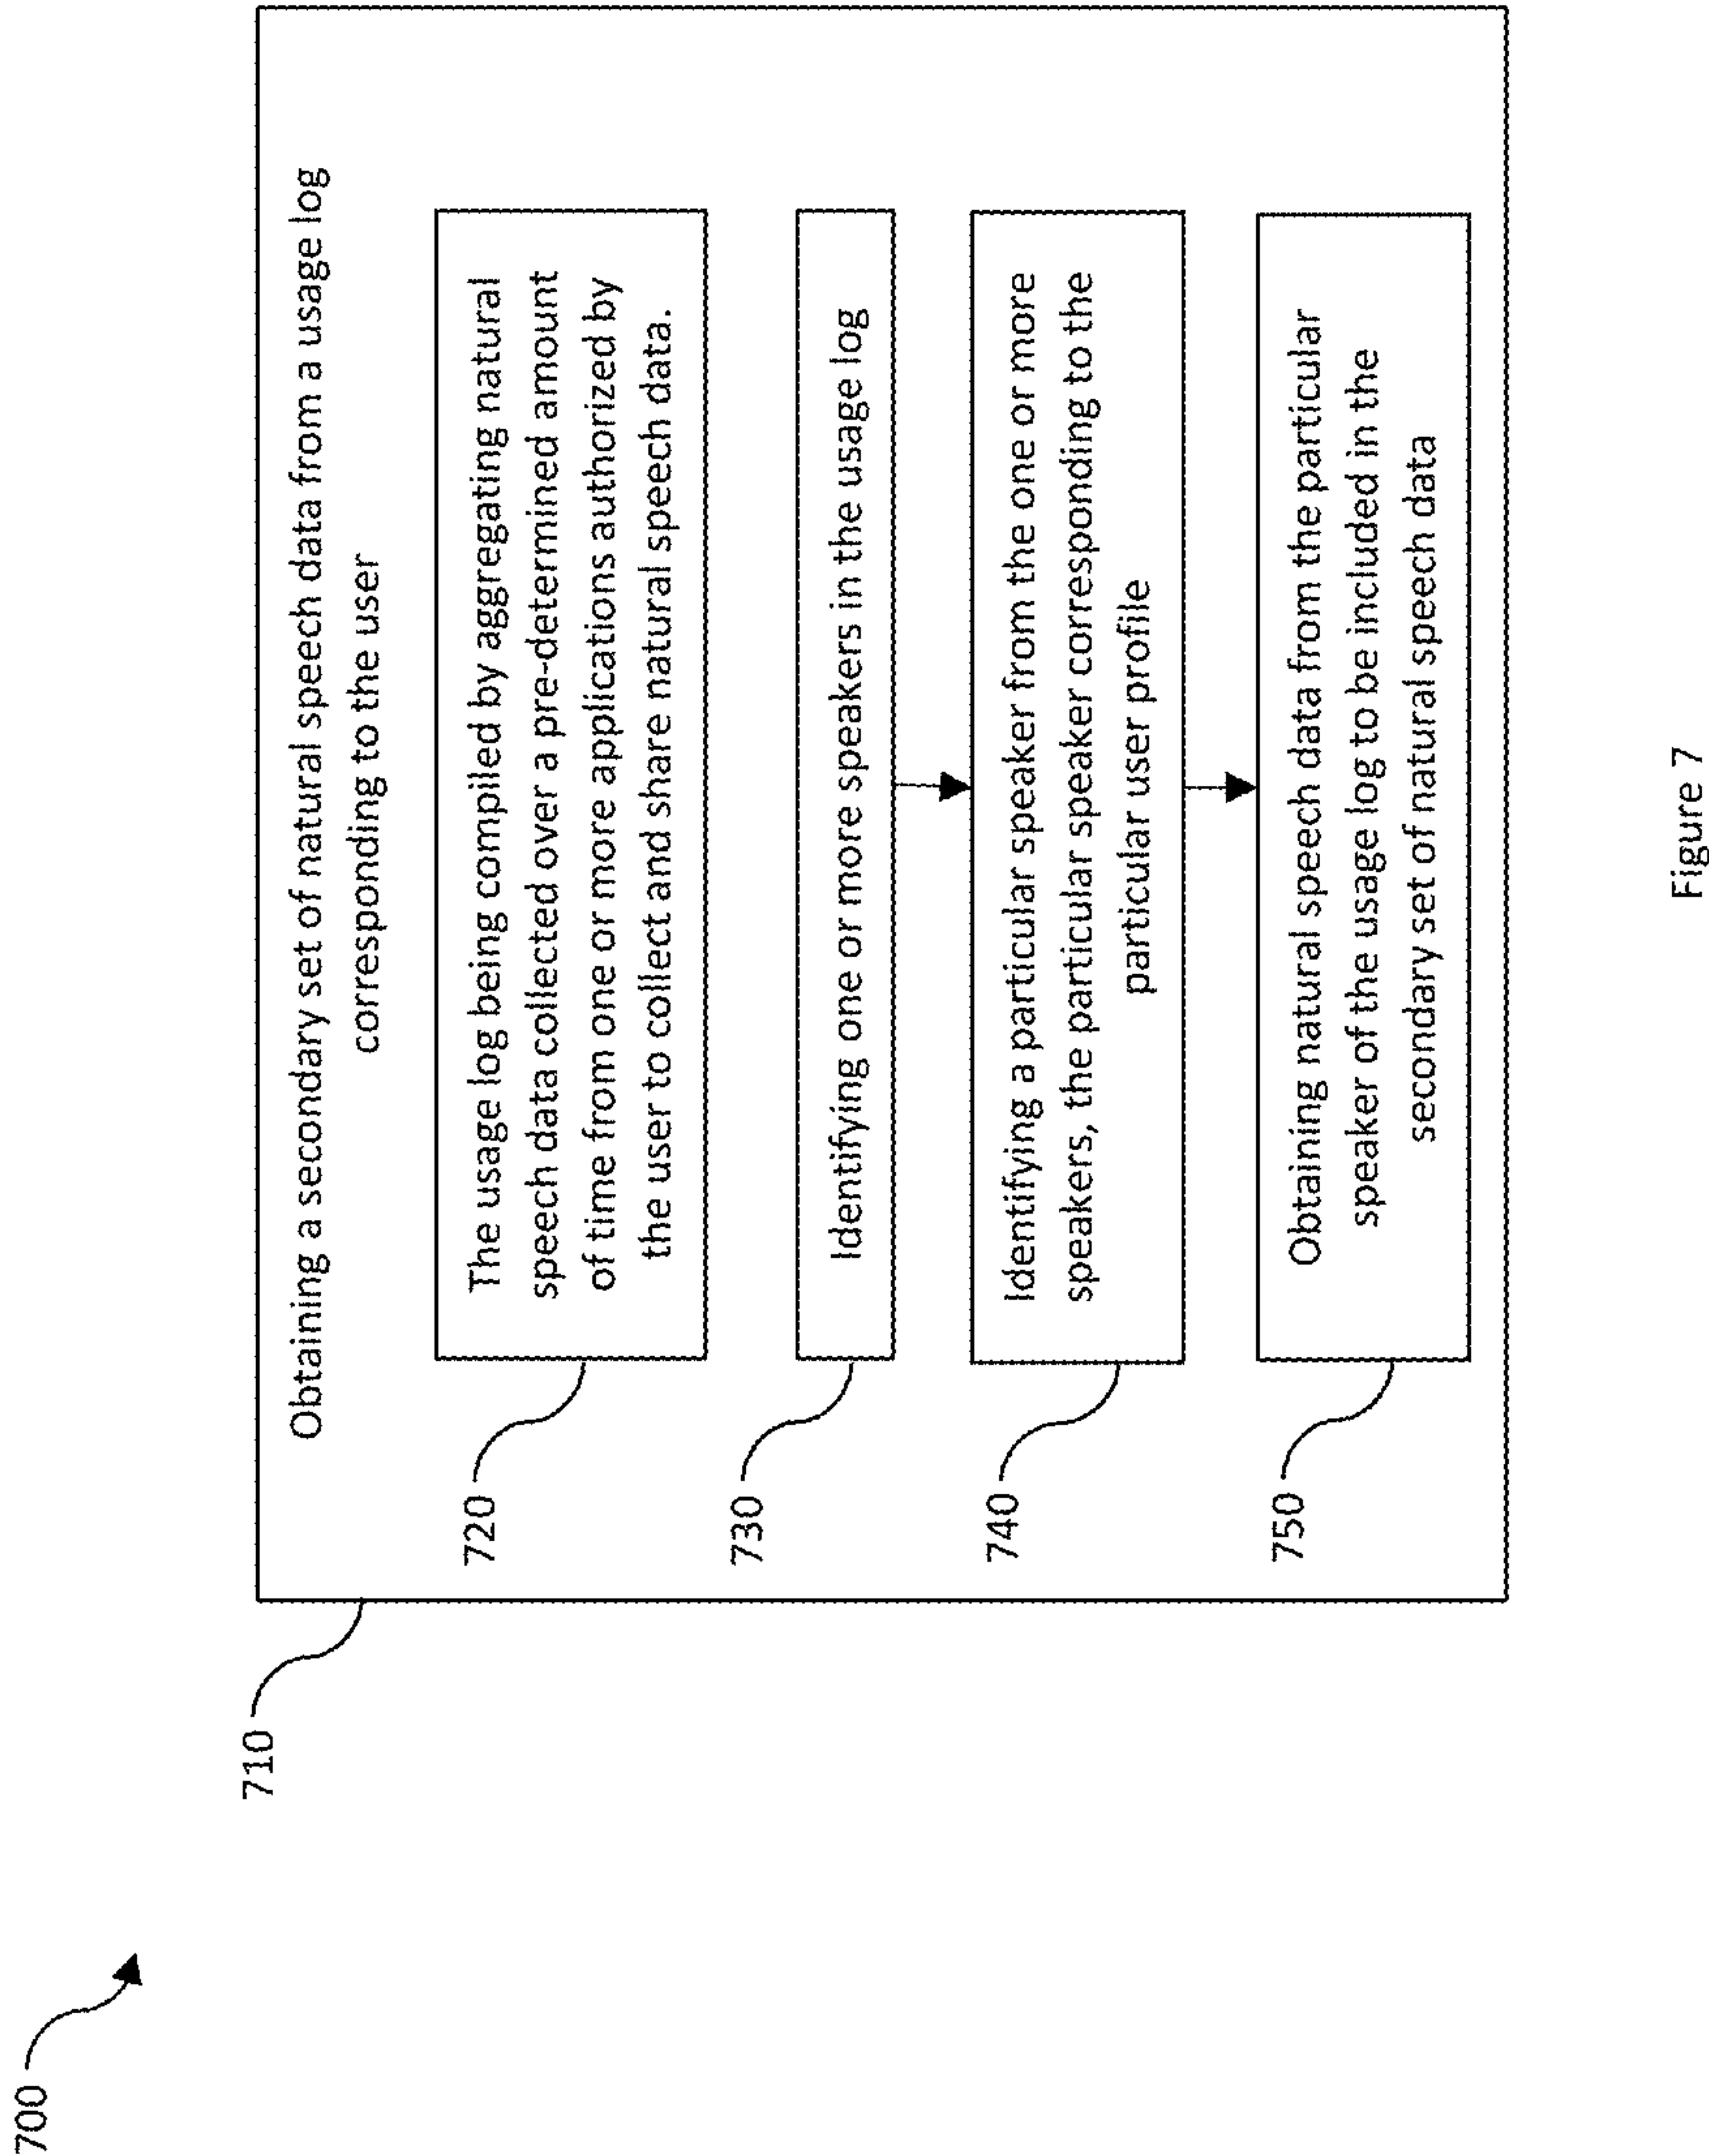 700
710
Obtaining a secondary set of natural speech data from a usage log
corresponding to the user
720
The usage log being compiled by aggregating natural
speech data collected over a pre-determined amount
of time from one or more applications authorized by
the user to collect and share natural speech data.
730
Identifying one or more speakers in the usage log
740
Identifying a particular speaker from the one or more
speakers, the particular speaker corresponding to the
particular user profile
750
Obtaining natural speech data from the particular
speaker of the usage log to be included in the
secondary set of natural speech data
Figure 7